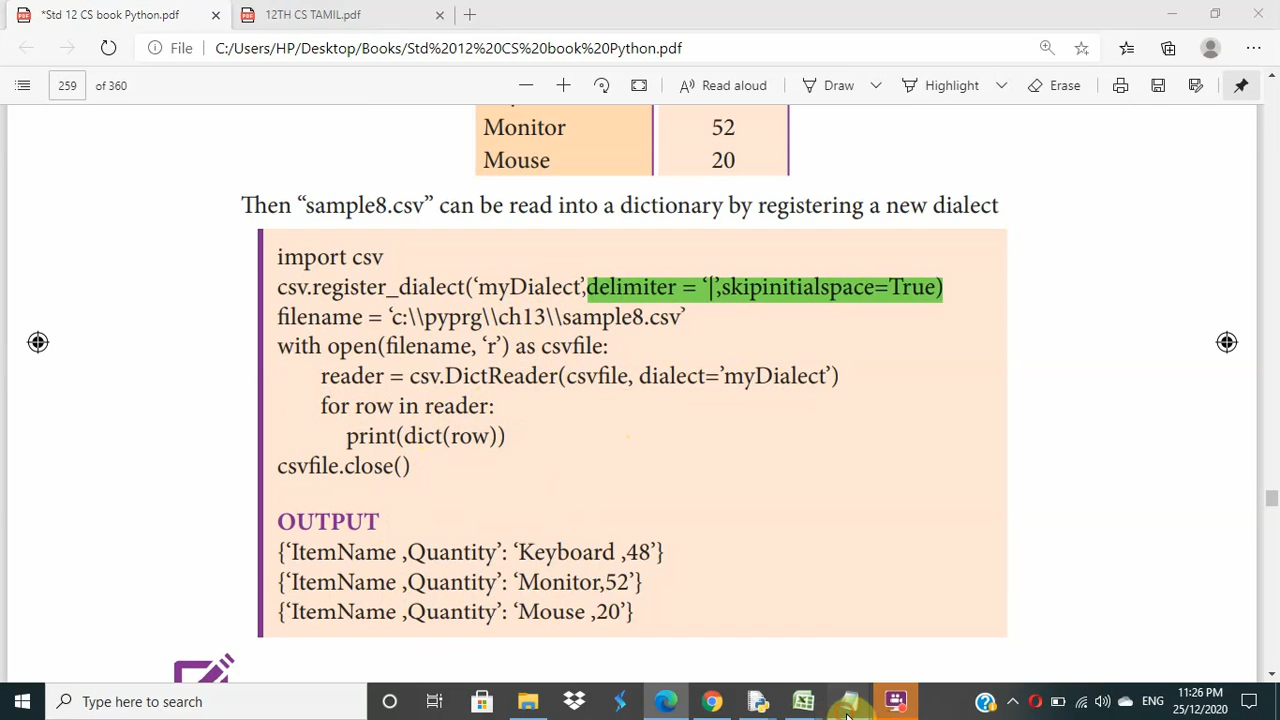 *Std 12 CS book Python.pdf
12TH CS TAMIL.pdf
File C:/Users/HP/Desktop/Books/Std%2012%20CS%20book%20Python.pdf
259 of 360 Read aloud Draw Highlight Erase
Monitor 52
Mouse 20
Then “sample8.csv” can be read into a dictionary by registering a new dialect
import csv
csv.register_dialect(‘myDialect’,delimiter = ‘|’,skipinitialspace=True)
filename = ‘c:\\pyprg\\ch13\\sample8.csv’
with open(filename, ‘r’) as csvfile:
reader = csv.DictReader(csvfile, dialect=’myDialect’)
for row in reader:
print(dict(row))
csvfile.close()
OUTPUT
{‘ItemName ,Quantity’: ‘Keyboard ,48’}
{‘ItemName ,Quantity’: ‘Monitor,52’}
{‘ItemName ,Quantity’: ‘Mouse ,20’}
Type here to search
ENG
11:26 PM
25/12/2020